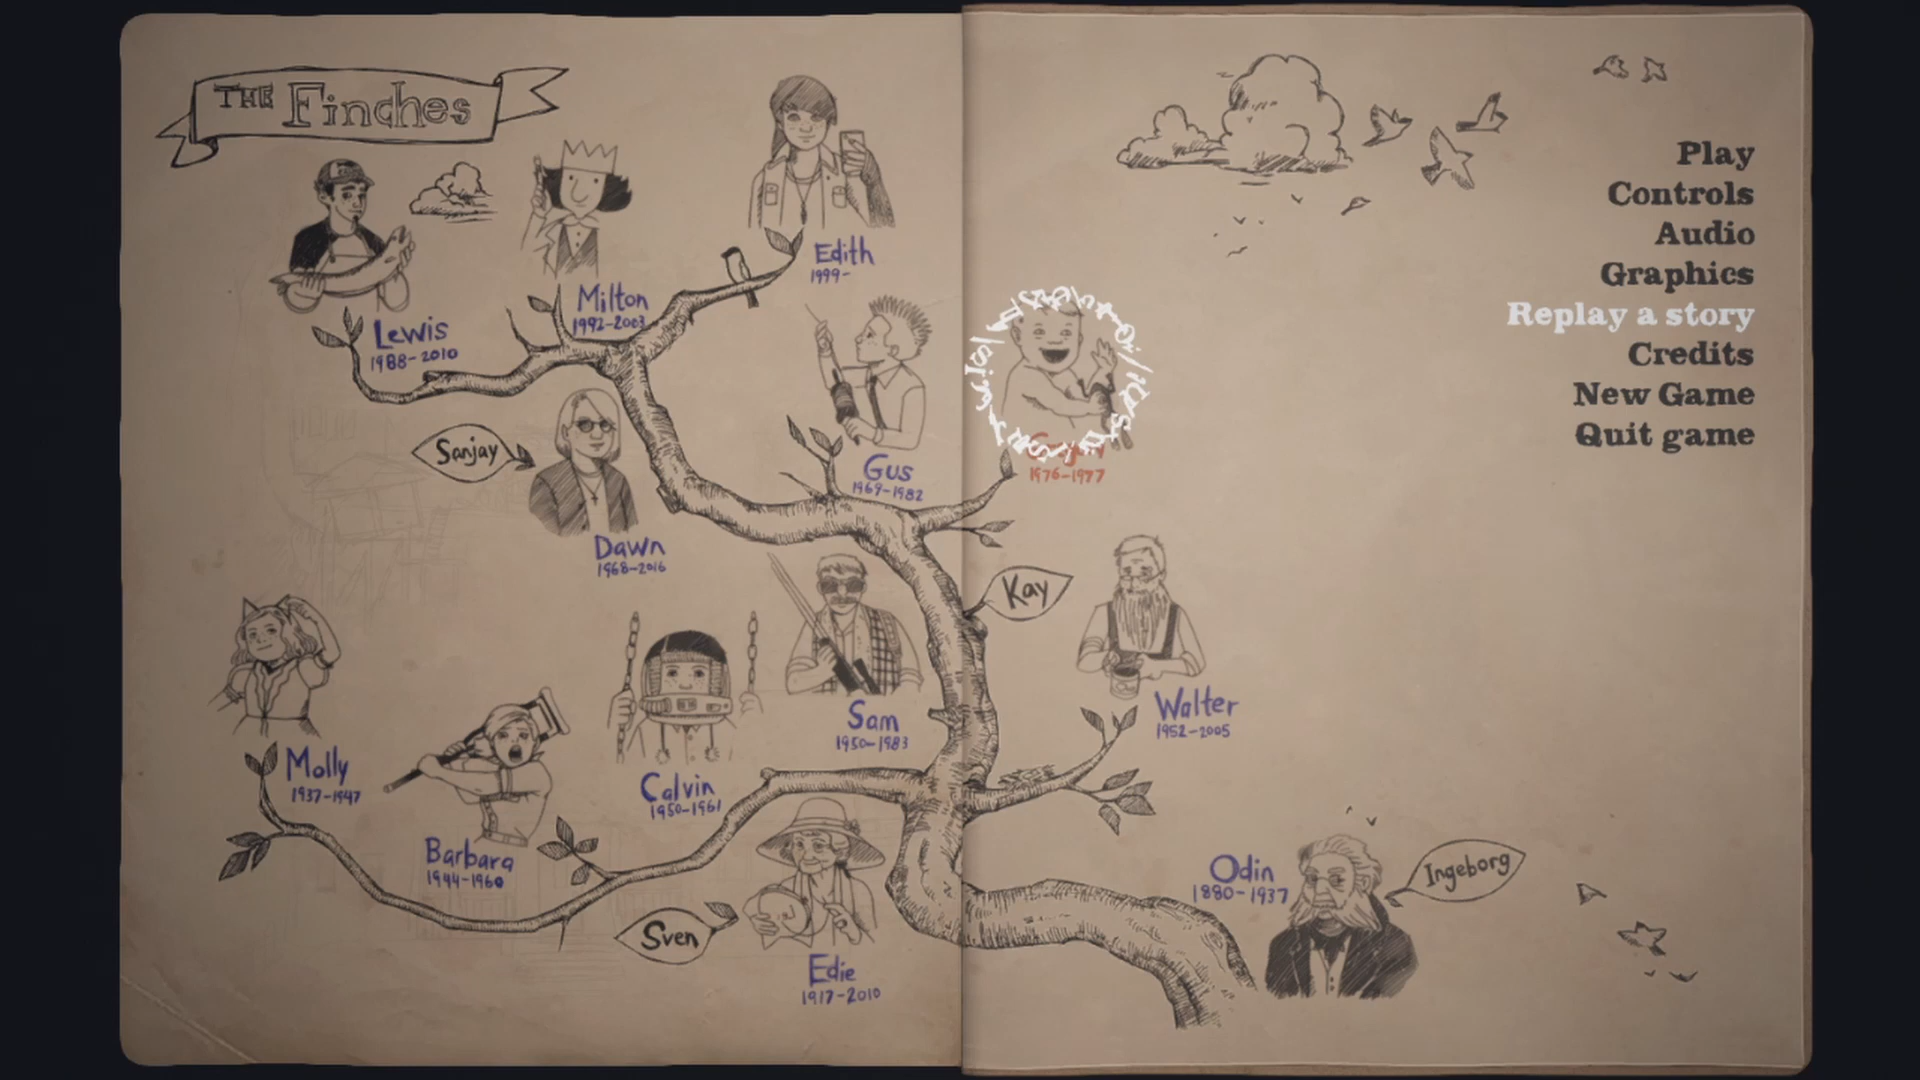 THE Finches
Edith
1999-
Milton
1992-2003
Lewis
1988-2010
Sanjay
Dawn
1968-2016
Gus
1969-1982
1976-1977
Kay
Sam
1950-1983
Walter
1952-2005
Molly
1937-1947
Calvin
1950-1961
Barbara
1944-1960
Sven
Edie
1917-2010
Odin
1880-1937
Ingeborg
Play
Controls
Audio
Graphics
Replay a story
Credits
New Game
Quit game